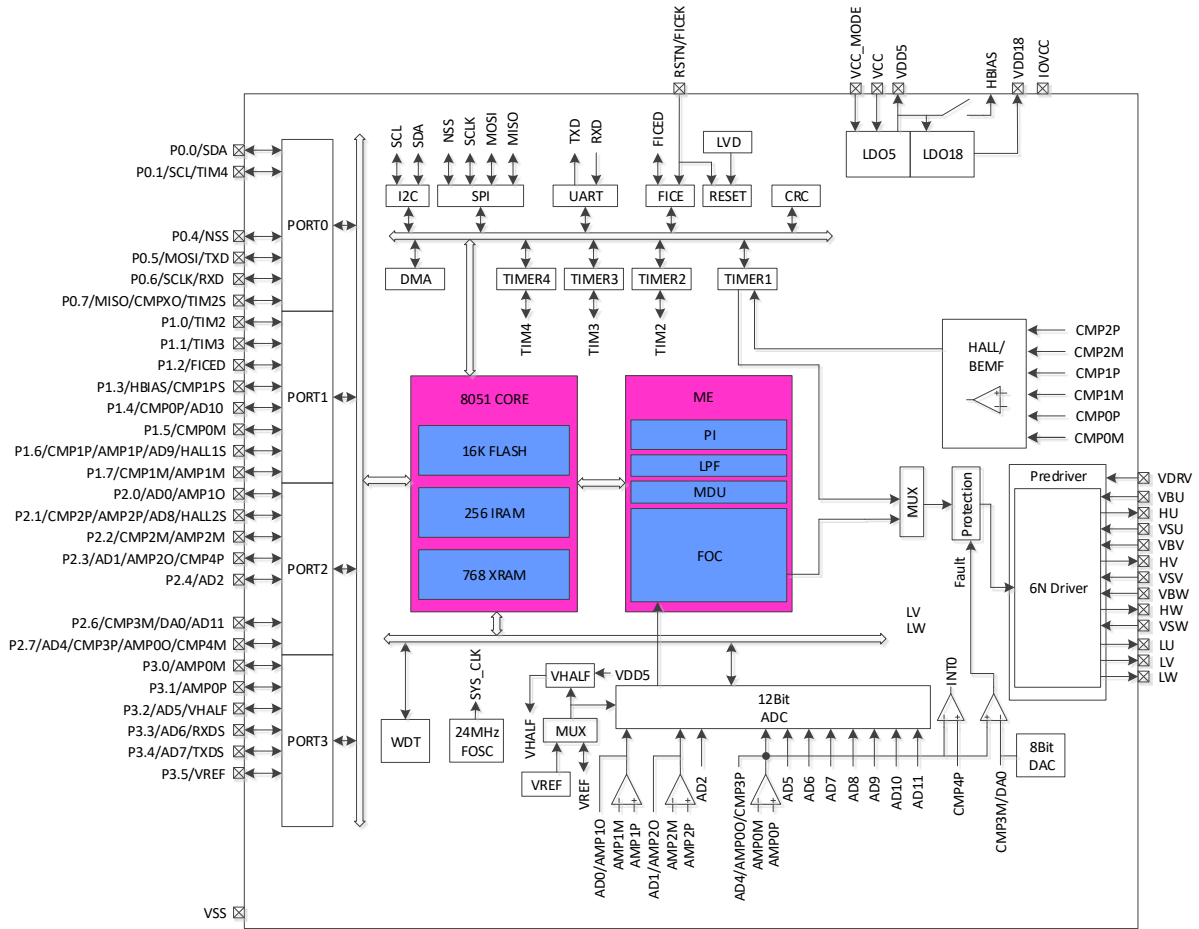 RSTN/FICEK
VCC_MODE
VCC
VDD5
HBIAS
VDD18
IOVCC
LDO5
LDO18
P0.0/SDA
P0.1/SCL/TIM4
P0.4/NSS
P0.5/MOSI/TXD
P0.6/SCLK/RXD
P0.7/MISO/CMPXO/TIM2S
P1.0/TIM2
P1.1/TIM3
P1.2/FICED
P1.3/HBIAS/CMP1PS
P1.4/CMP0P/AD10
P1.5/CMP0M
P1.6/CMP1P/AMP1P/AD9/HALL1S
P1.7/CMP1M/AMP1M
P2.0/AD0/AMP1O
P2.1/CMP2P/AMP2P/AD8/HALL2S
P2.2/CMP2M/AMP2M
P2.3/AD1/AMP2O/CMP4P
P2.4/AD2
P2.6/CMP3M/DA0/AD11
P2.7/AD4/CMP3P/AMP0O/CMP4M
P3.0/AMP0M
P3.1/AMP0P
P3.2/AD5/VHALF
P3.3/AD6/RXDS
P3.4/AD7/TXDS
P3.5/VREF
VSS
PORT0
PORT1
PORT2
PORT3
SCL
SDA
NSS
SCLK
MOSI
MISO
TXD
RXD
FICED
LVD
I2C
SPI
UART
FICE
RESET
CRC
DMA
TIMER4
TIMER3
TIMER2
TIMER1
TIM4
TIM3
TIM2
8051 CORE
16K FLASH
256 IRAM
768 XRAM
ME
PI
LPF
MDU
FOC
HALL/
BEMF
CMP2P
CMP2M
CMP1P
CMP1M
CMP0P
CMP0M
MUX
Protection
Fault
Predriver
6N Driver
VDRV
VBU
HU
VSU
VBV
HV
VSV
VBW
HW
VSW
LU
LV
LW
LV
LW
WDT
SYS_CLK
24MHz
FOSC
VHALF
VDD5
VHALF
MUX
VREF
VREF
12Bit
ADC
AD0/AMP1O
AMP1M
AMP1P
AD1/AMP2O
AMP2M
AMP2P
AD2
AD4/AMP0O/CMP3P
AMP0M
AMP0P
AD5
AD6
AD7
AD8
AD9
AD10
AD11
INT0
CMP4P
CMP3M/DA0
8Bit
DAC